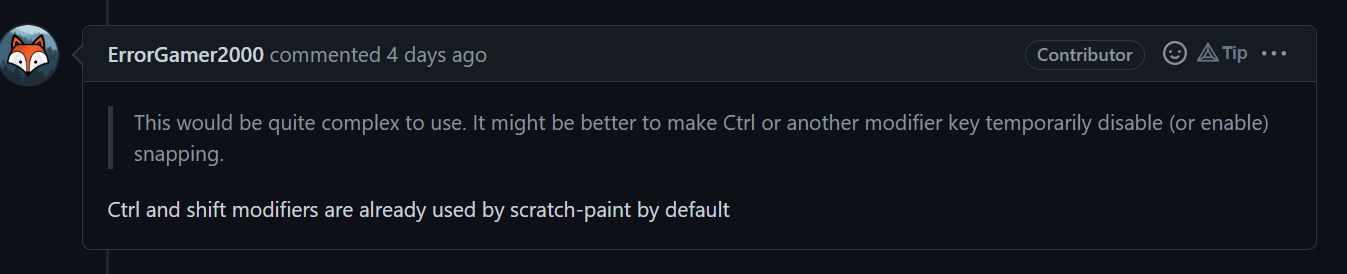 ErrorGamer2000 commented 4 days ago
Contributor
Tip
This would be quite complex to use. It might be better to make Ctrl or another modifier key temporarily disable (or enable)
snapping.
Ctrl and shift modifiers are already used by scratch-paint by default